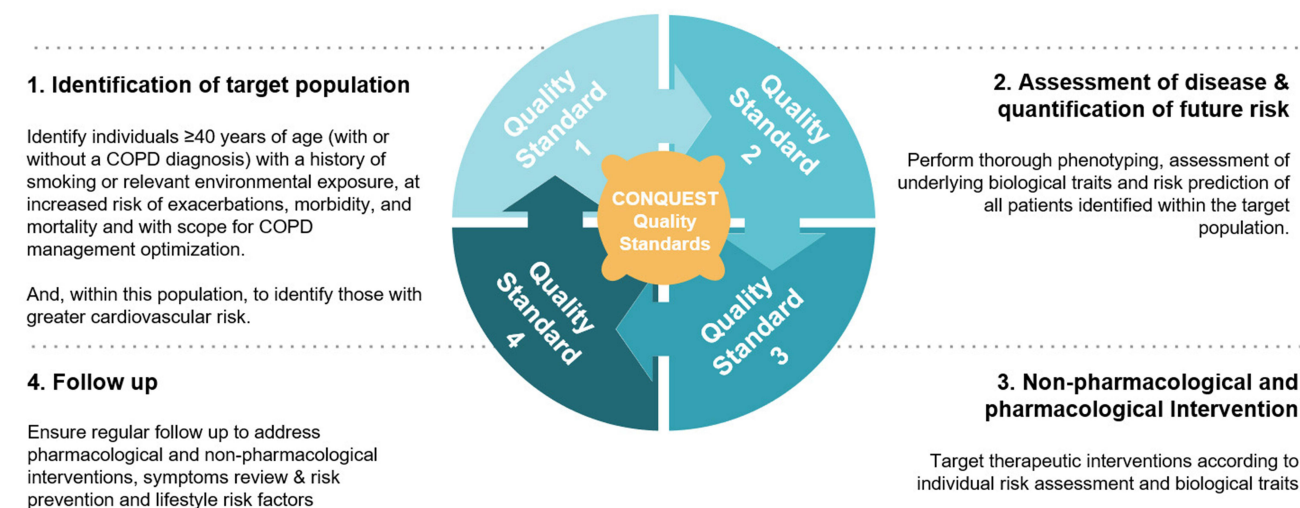 1. Identification of target population
Identify individuals ≥40 years of age (with or
without a COPD diagnosis) with a history of
smoking or relevant environmental exposure, at
increased risk of exacerbations, morbidity, and
mortality and with scope for COPD
management optimization.
And, within this population, to identify those with
greater cardiovascular risk.
Quality
Standard
1
Quality
Standard
2
CONQUEST
Quality
Standards
Quality
Standard
4
Quality
Standard
3
2. Assessment of disease &
quantification of future risk
Perform thorough phenotyping, assessment of
underlying biological traits and risk prediction of
all patients identified within the target
population.
4. Follow up
Ensure regular follow up to address
pharmacological and non-pharmacological
interventions, symptoms review & risk
prevention and lifestyle risk factors
3. Non-pharmacological and
pharmacological Intervention
Target therapeutic interventions according to
individual risk assessment and biological traits